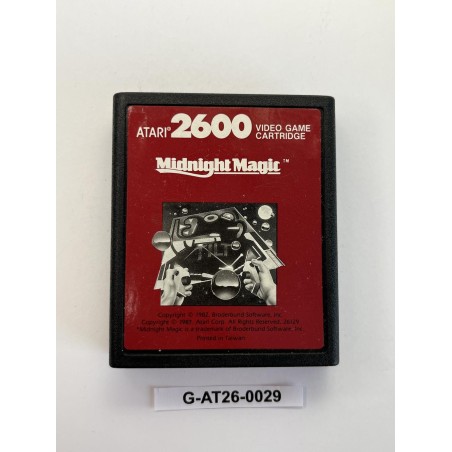 ATARI® 2600 VIDEO GAME CARTRIDGE
Midnight Magic™
Copyright © 1982, Broderbund Software, Inc.
Copyright © 1987, Atari Corp. All Rights Reserved.
"Midnight Magic" is a trademark of Broderbund Software, Inc.
Printed in Taiwan
G-AT26-0029